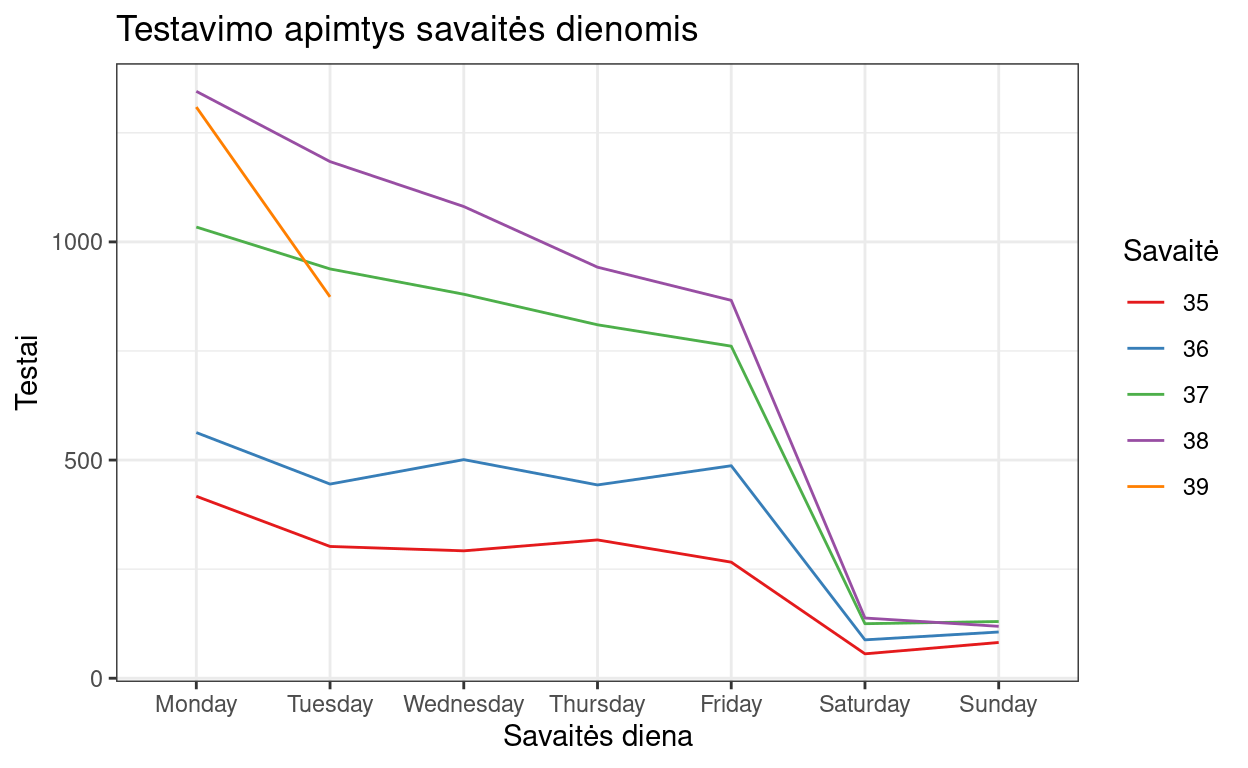 Testavimo apimtys savaitės dienomis
Testai
1000
500
0
Monday Tuesday Wednesday Thursday Friday Saturday Sunday
Savaitės diena
Savaitė
35
36
37
38
39